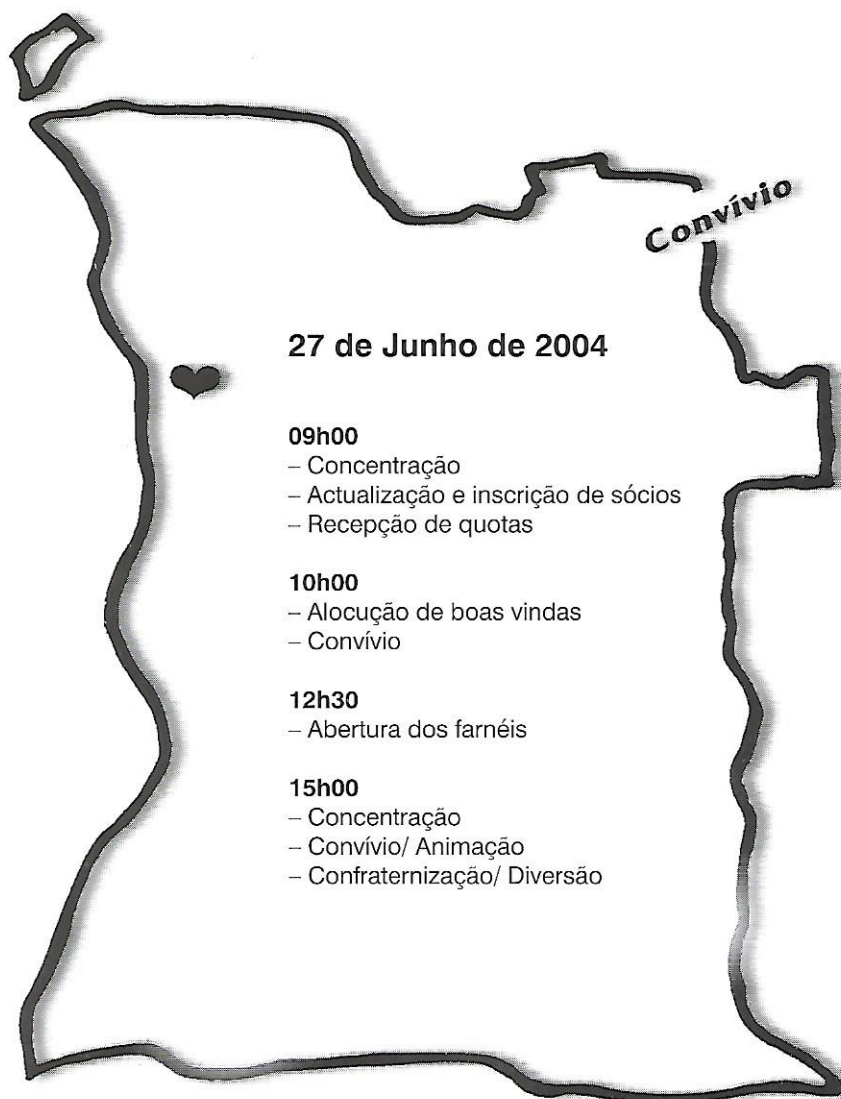 Convívio
27 de Junho de 2004
09h00
– Concentração
– Actualização e inscrição de sócios
– Recepção de quotas
10h00
– Alocução de boas vindas
– Convívio
12h30
– Abertura dos farnéis
15h00
– Concentração
– Convívio/ Animação
– Confraternização/ Diversão